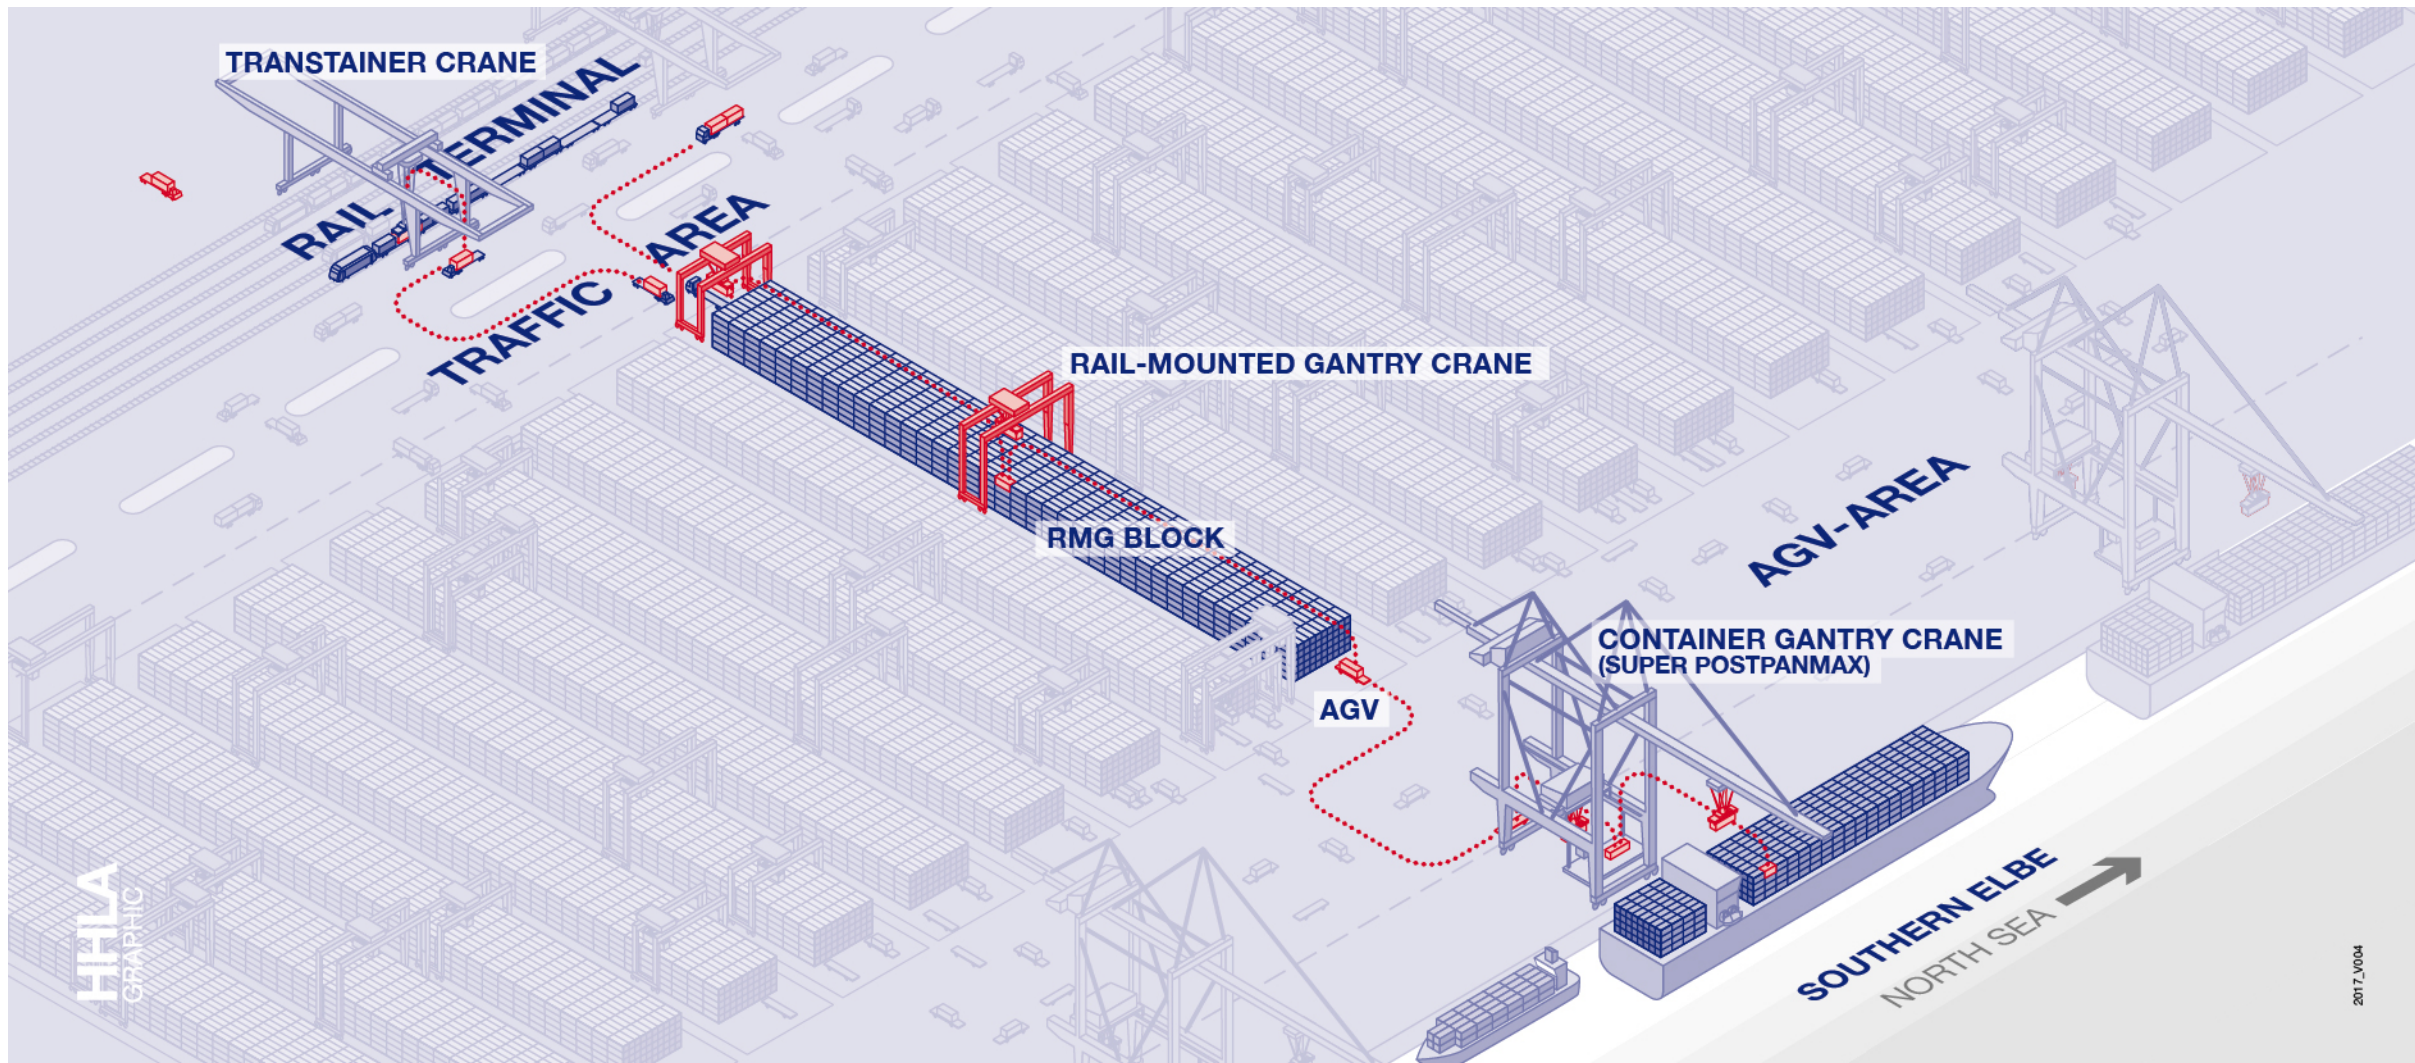 TRANSTAINER CRANE
RAIL TERMINAL
TRAFFIC AREA
RAIL-MOUNTED GANTRY CRANE
RMG BLOCK
AGV-AREA
CONTAINER GANTRY CRANE
(SUPER POSTPANMAX)
AGV
SOUTHERN ELBE
NORTH SEA
HHLA
GRAPHIC
2017_V004